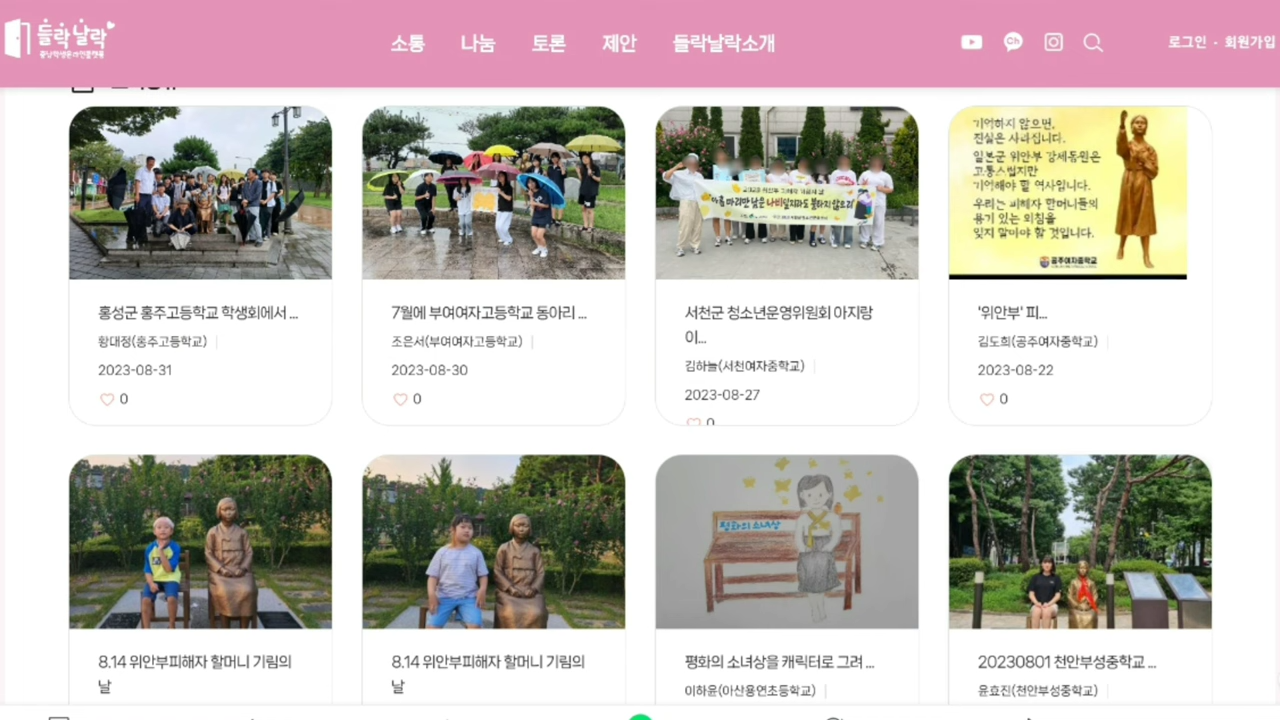 들락날락
충남학생온라인플랫폼
소통 나눔 토론 제안 들락날락소개
로그인 · 회원가입
기억하지 않으면,
진실은 사라집니다.
일본군 위안부 강제동원은
고통스럽지만
기억해야 할 역사입니다.
우리는 피해자 할머니들의
용기 있는 외침을
잊지 말아야 할 것입니다.
공주여자중학교
홍성군 홍주고등학교 학생회에서 ...
황대정(홍주고등학교)
2023-08-31
0
7월에 부여여자고등학교 동아리 ...
조은서(부여여자고등학교)
2023-08-30
0
서천군 청소년운영위원회 아지랑
이...
김하늘(서천여자중학교)
2023-08-27
0
'위안부' 피...
김도희(공주여자중학교)
2023-08-22
0
8.14 위안부피해자 할머니 기림의
날
8.14 위안부피해자 할머니 기림의
날
평화의 소녀상
평화의 소녀상을 캐릭터로 그려 ...
이하윤(아산용연초등학교)
20230801 천안부성중학교 ...
윤효진(천안부성중학교)